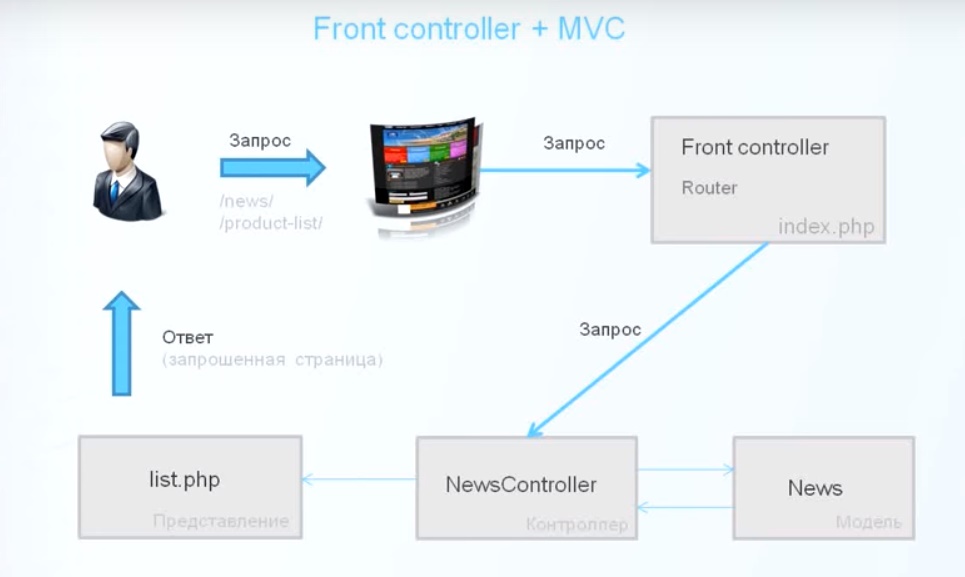 Front controller + MVC
Запрос
/news/
/product-list/
Запрос
Front controller
Router
index.php
Запрос
Ответ
(запрошенная страница)
list.php
Представление
NewsController
Контроллер
News
Модель